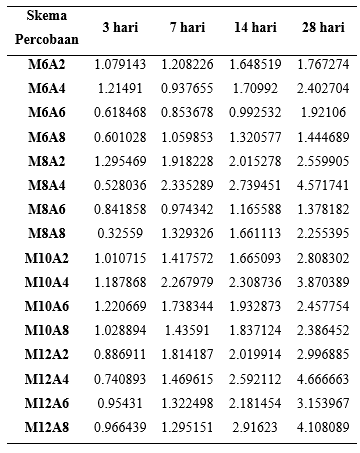 Skema Percobaan 3 hari 7 hari 14 hari 28 hari
M6A2 1.079143 1.208226 1.648519 1.767274
M6A4 1.21491 0.937655 1.70992 2.402704
M6A6 0.618468 0.853678 0.992532 1.92106
M6A8 0.601028 1.059853 1.320577 1.444689
M8A2 1.295469 1.918228 2.015278 2.559905
M8A4 0.528036 2.335289 2.739451 4.571741
M8A6 0.841858 0.974342 1.165588 1.378182
M8A8 0.32559 1.329326 1.661113 2.255395
M10A2 1.010715 1.417572 1.665093 2.808302
M10A4 1.187868 2.267979 2.308736 3.870389
M10A6 1.220669 1.738344 1.932873 2.457754
M10A8 1.028894 1.43591 1.837124 2.386452
M12A2 0.886911 1.814187 2.019914 2.996885
M12A4 0.740893 1.469615 2.592112 4.666663
M12A6 0.95431 1.322498 2.181454 3.153967
M12A8 0.966439 1.295151 2.91623 4.108089